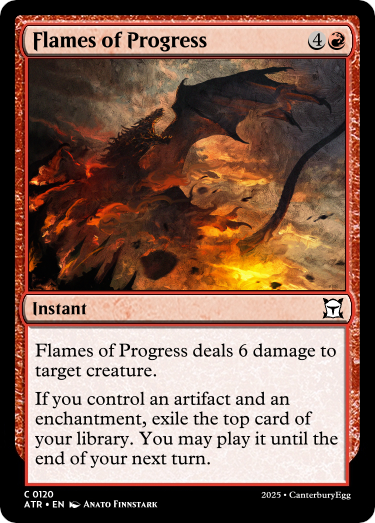 Flames of Progress 4
Instant
Flames of Progress deals 6 damage to
target creature.
If you control an artifact and an
enchantment, exile the top card of
your library. You may play it until the
end of your next turn.
C 0120
ATR • EN Anato Finnstark
2025 • CanterburyEgg